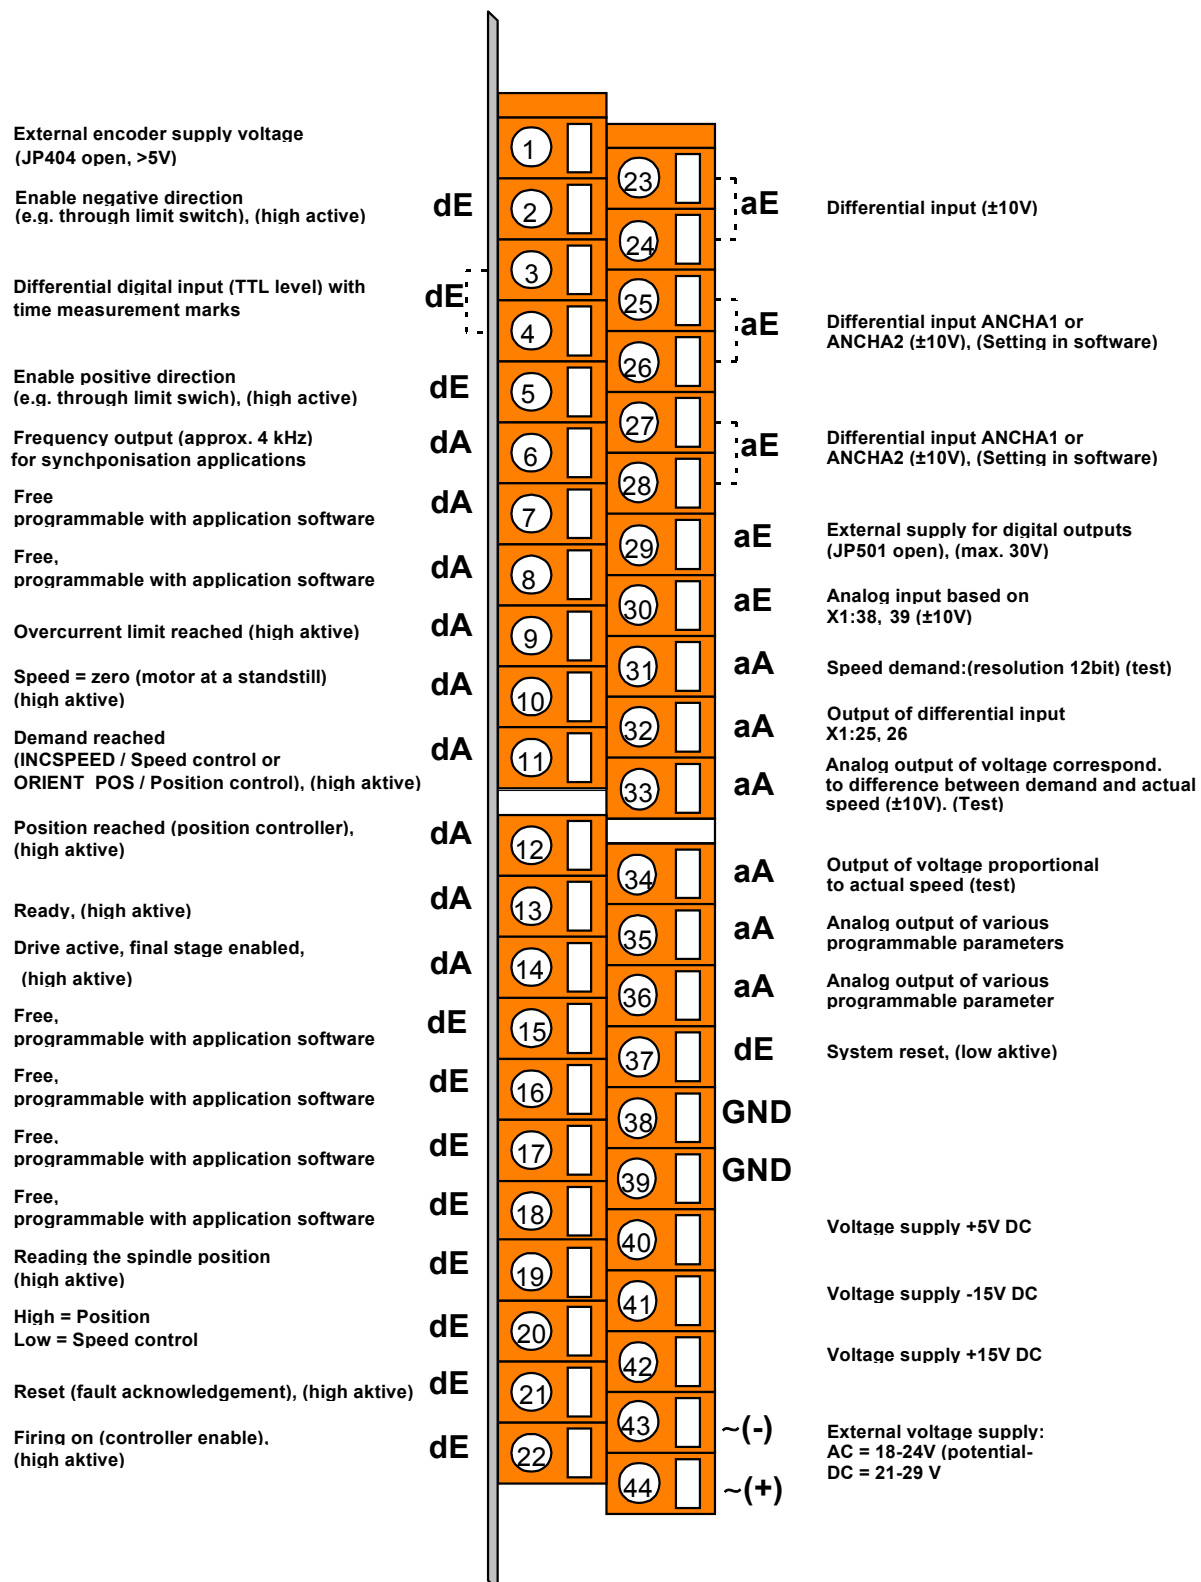 External encoder supply voltage
(JP404 open, >5V)
1
Enable negative direction
(e.g. through limit switch), (high active)
dE
2
Differential digital input (TTL level) with
time measurement marks
dE
3
4
Enable positive direction
(e.g. through limit swich), (high active)
dE
5
Frequency output (approx. 4 kHz)
for synchponisation applications
dA
6
Free
programmable with application software
dA
7
Free,
programmable with application software
dA
8
Overcurrent limit reached (high aktive)
dA
9
Speed = zero (motor at a standstill)
(high aktive)
dA
10
Demand reached
(INCSPEED / Speed control or
ORIENT POS / Position control), (high aktive)
dA
11
Position reached (position controller),
(high aktive)
dA
12
Ready, (high aktive)
dA
13
Drive active, final stage enabled,
(high aktive)
dA
14
Free,
programmable with application software
dE
15
Free,
programmable with application software
dE
16
Free,
programmable with application software
dE
17
Free,
programmable with application software
dE
18
Reading the spindle position
(high aktive)
dE
19
High = Position
Low = Speed control
dE
20
Reset (fault acknowledgement), (high aktive)
dE
21
Firing on (controller enable),
(high aktive)
dE
22
23
24
aE
Differential input (±10V)
25
26
aE
Differential input ANCHA1 or
ANCHA2 (±10V), (Setting in software)
27
28
aE
Differential input ANCHA1 or
ANCHA2 (±10V), (Setting in software)
29
aE
External supply for digital outputs
(JP501 open), (max. 30V)
30
aE
Analog input based on
X1:38, 39 (±10V)
31
aA
Speed demand:(resolution 12bit) (test)
32
aA
Output of differential input
X1:25, 26
33
aA
Analog output of voltage correspond.
to difference between demand and actual
speed (±10V). (Test)
34
aA
Output of voltage proportional
to actual speed (test)
35
aA
Analog output of various
programmable parameters
36
aA
Analog output of various
programmable parameter
37
dE
System reset, (low aktive)
38
GND
39
GND
40
Voltage supply +5V DC
41
Voltage supply -15V DC
42
Voltage supply +15V DC
43
~(-)
44
~(+)
External voltage supply:
AC = 18-24V (potential-
DC = 21-29 V